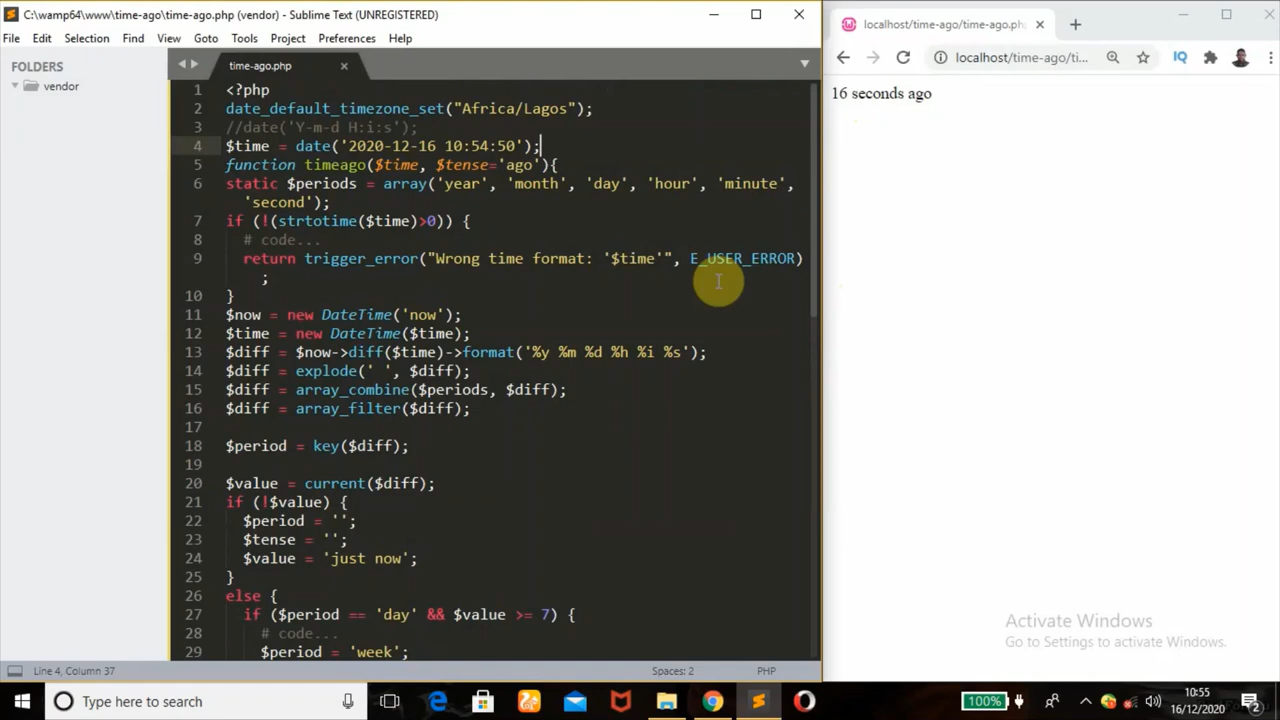 C:\wamp64\www\time-ago\time-ago.php (vendor) - Sublime Text (UNREGISTERED)
File Edit Selection Find View Goto Tools Project Preferences Help
FOLDERS
vendor
time-ago.php
1 <?php
2 date_default_timezone_set("Africa/Lagos");
3 //date('Y-m-d H:i:s');
4 $time = date('2020-12-16 10:54:50');
5 function timeago($time, $tense='ago'){
6 static $periods = array('year', 'month', 'day', 'hour', 'minute',
'second');
7 if (!(strtotime($time)>0)) {
8 # code...
9 return trigger_error("Wrong time format: '$time'", E_USER_ERROR)
;
10 }
11 $now = new DateTime('now');
12 $time = new DateTime($time);
13 $diff = $now->diff($time)->format('%y %m %d %h %i %s');
14 $diff = explode(' ', $diff);
15 $diff = array_combine($periods, $diff);
16 $diff = array_filter($diff);
17
18 $period = key($diff);
19
20 $value = current($diff);
21 if (!$value) {
22 $period = '';
23 $tense = '';
24 $value = 'just now';
25 }
26 else {
27 if ($period == 'day' && $value >= 7) {
28 # code...
29 $period = 'week';
Line 4, Column 37
Spaces: 2
PHP
localhost/time-ago/time-ago.php
localhost/time-ago/ti...
IQ
16 seconds ago
Activate Windows
Go to Settings to activate Windows.
Type here to search
100%
10:55
16/12/2020
2